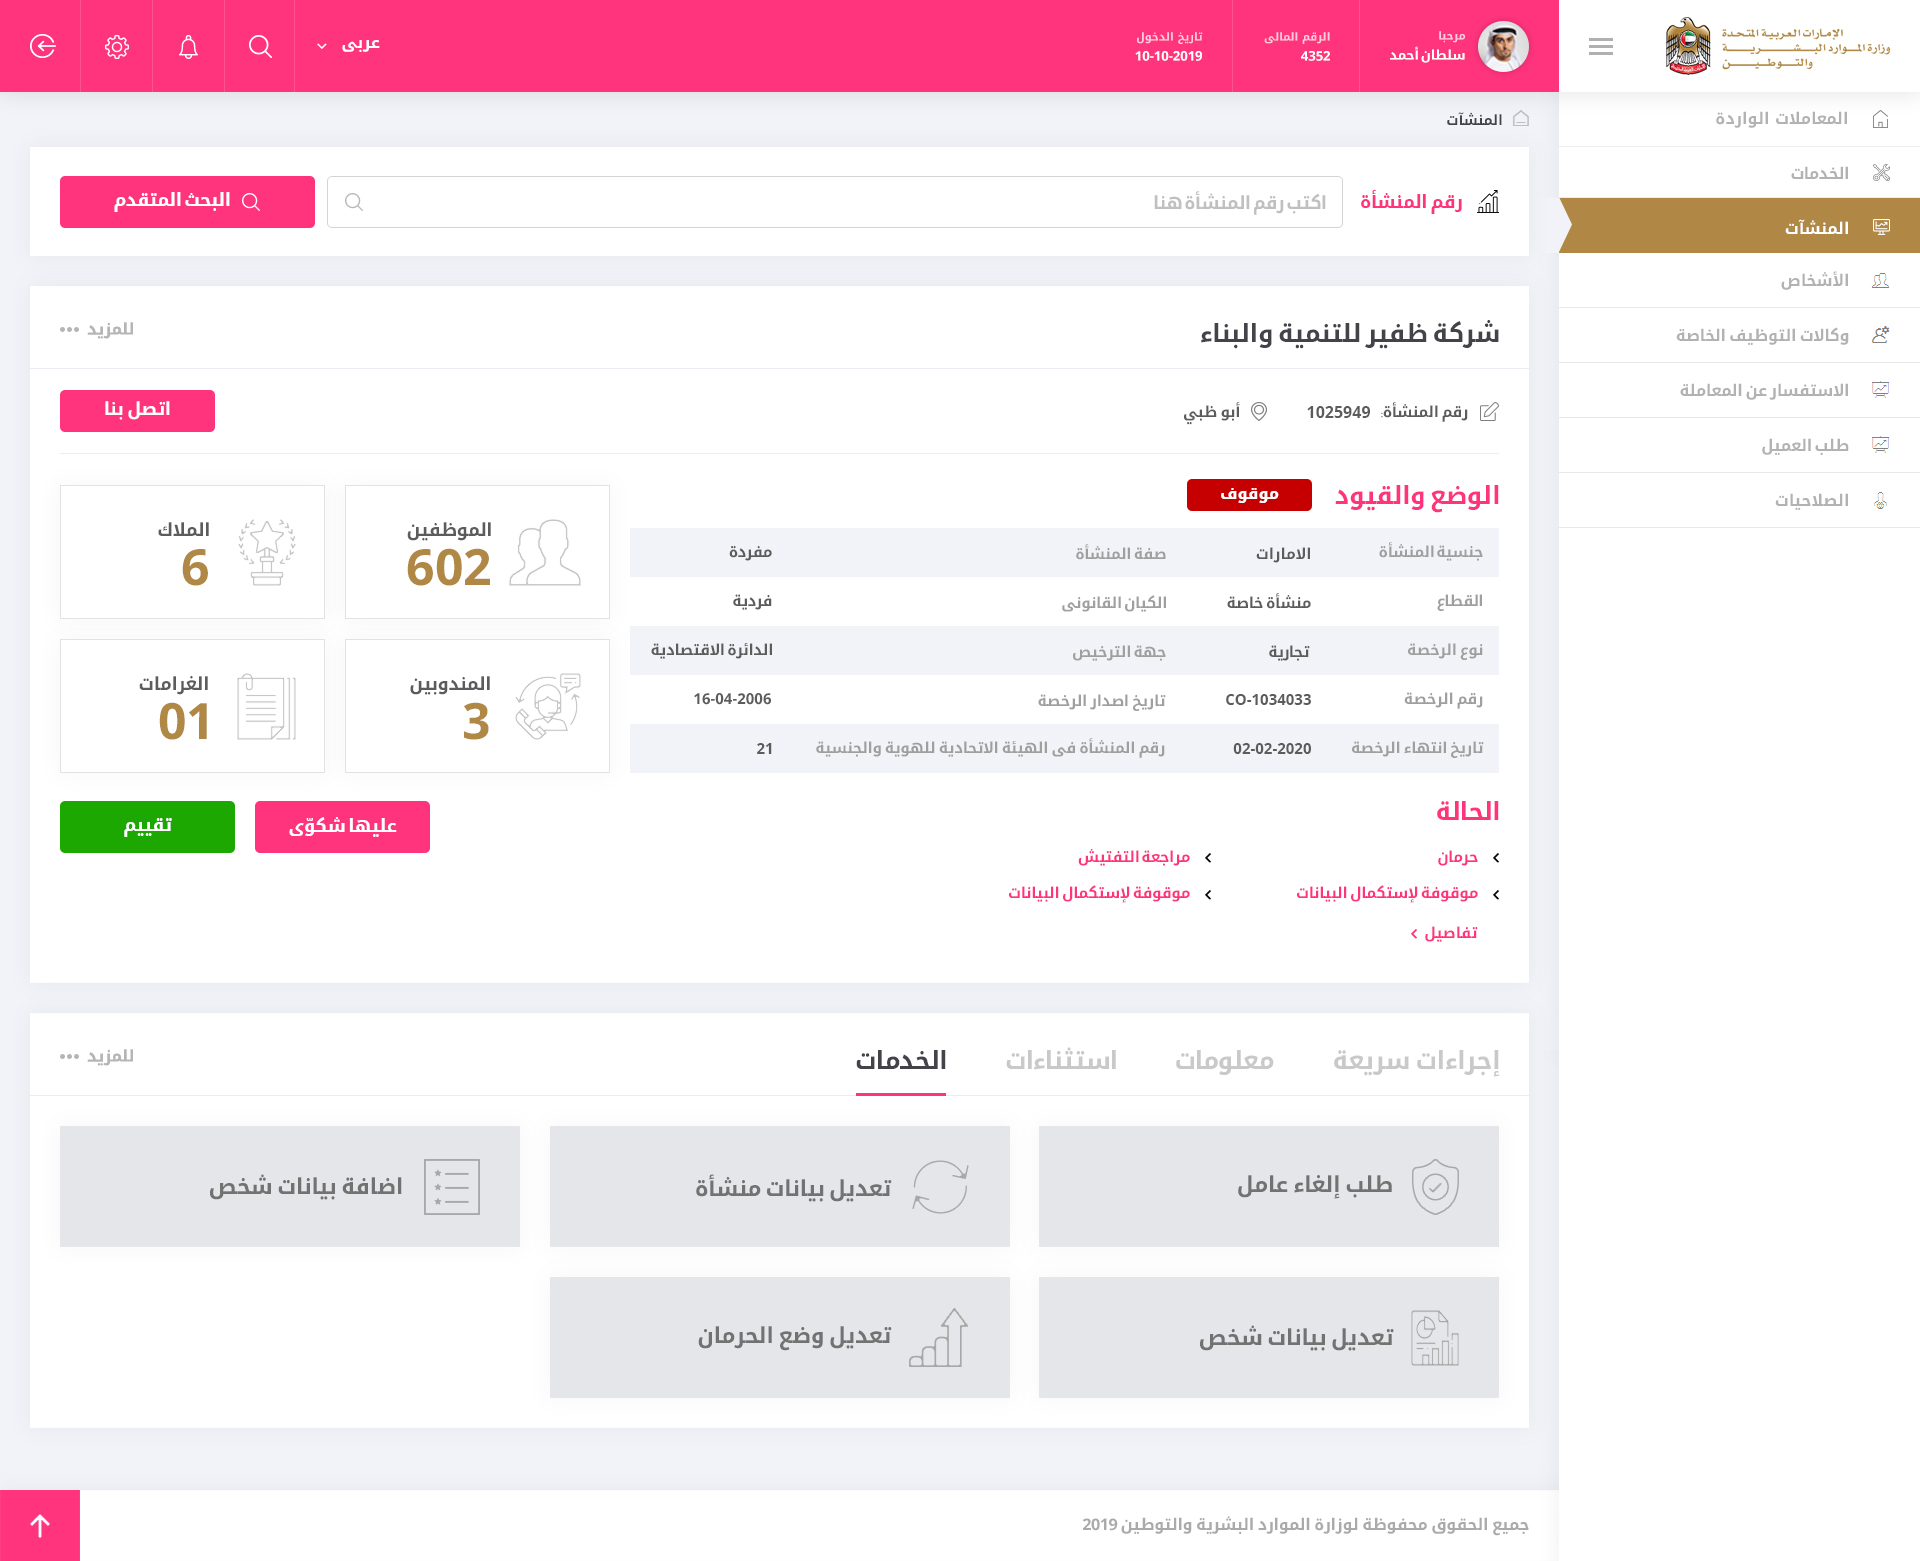 الإمارات العربية المتحدة
وزارة المـوارد البـشـــريـــة
والتـــوطـيـــن
مرحبا
سلطان أحمد
الرقم المالى
4352
تاريخ الدخول
10-10-2019
عربى
المعاملات الواردة
الخدمات
المنشآت
الأشخاص
وكالات التوظيف الخاصة
الاستفسار عن المعاملة
طلب العميل
الصلاحيات
المنشآت
رقم المنشأة
اكتب رقم المنشأة هنا
البحث المتقدم
شركة ظفير للتنمية والبناء
للمزيد
رقم المنشأة: 1025949
أبو ظبي
اتصل بنا
الوضع والقيود
موقوف
جنسية المنشأة الامارات صفة المنشأة مفردة
القطاع منشأة خاصة الكيان القانونى فردية
نوع الرخصة تجارية جهة الترخيص الدائرة الاقتصادية
رقم الرخصة CO-1034033 تاريخ اصدار الرخصة 16-04-2006
تاريخ انتهاء الرخصة 02-02-2020 رقم المنشأة فى الهيئة الاتحادية للهوية والجنسية 21
الموظفين
602
الملاك
6
المندوبين
3
الغرامات
01
عليها شكوّى
تقييم
الحالة
حرمان
مراجعة التفتيش
موقوفة لإستكمال البيانات
موقوفة لإستكمال البيانات
تفاصيل
إجراءات سريعة
معلومات
استثناءات
الخدمات
للمزيد
طلب إلغاء عامل
تعديل بيانات منشأة
اضافة بيانات شخص
تعديل بيانات شخص
تعديل وضع الحرمان
جميع الحقوق محفوظة لوزارة الموارد البشرية والتوطين 2019